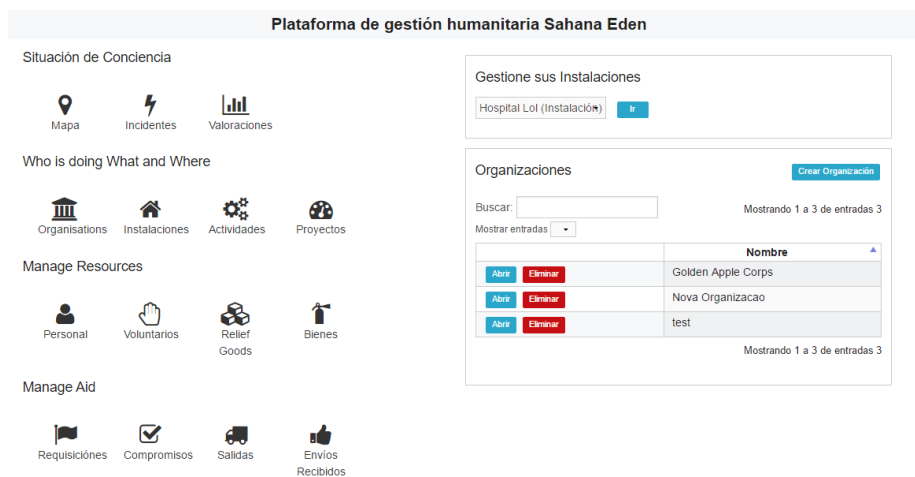 Plataforma de gestión humanitaria Sahana Eden
Situación de Conciencia
Mapa
Incidentes
Valoraciones
Who is doing What and Where
Organisations
Instalaciones
Actividades
Proyectos
Manage Resources
Personal
Voluntarios
Relief
Goods
Bienes
Manage Aid
Requisiciónes
Compromisos
Salidas
Envíos
Recibidos
Gestione sus Instalaciones
Hospital Lol (Instalación)
Ir
Organizaciones
Crear Organización
Buscar:
Mostrando 1 a 3 de entradas 3
Mostrar entradas
Nombre
Abrir Eliminar Golden Apple Corps
Abrir Eliminar Nova Organizacao
Abrir Eliminar test
Mostrando 1 a 3 de entradas 3